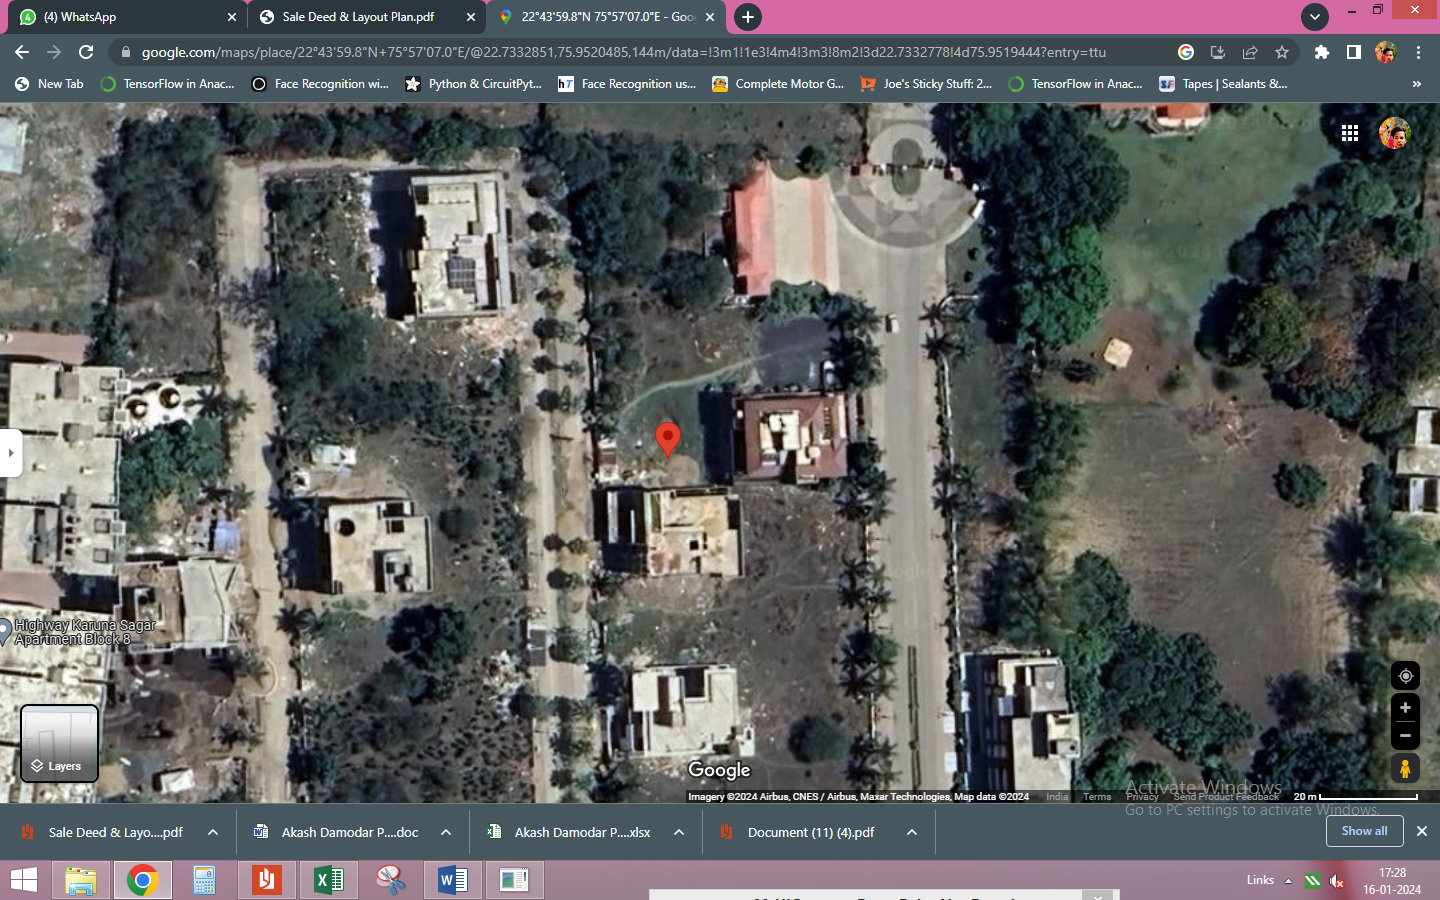 (4) WhatsApp
Sale Deed & Layout Plan.pdf
22°43'59.8"N 75°57'07.0"E - Goo
google.com/maps/place/22°43'59.8"N+75°57'07.0"E/@22.7332851,75.9520485,144m/data=!3m1!1e3!4m4!3m3!8m2!3d22.7332778!4d75.9519444?entry=ttu
New Tab
TensorFlow in Anac...
Face Recognition wi...
Python & CircuitPyt...
Face Recognition us...
Complete Motor G...
Joe's Sticky Stuff: 2...
TensorFlow in Anac...
Tapes | Sealants &...
»
Highway Karuna Sagar
Apartment Block 8
Layers
Google
Imagery ©2024 Airbus, CNES / Airbus, Maxar Technologies, Map data ©2024 India Terms Privacy Send Product Feedback 20 m
Activate Windows
Go to PC settings to activate Windows.
Sale Deed & Layo....pdf
Akash Damodar P....doc
Akash Damodar P....xlsx
Document (11) (4).pdf
Show all
Links
17:28
16-01-2024